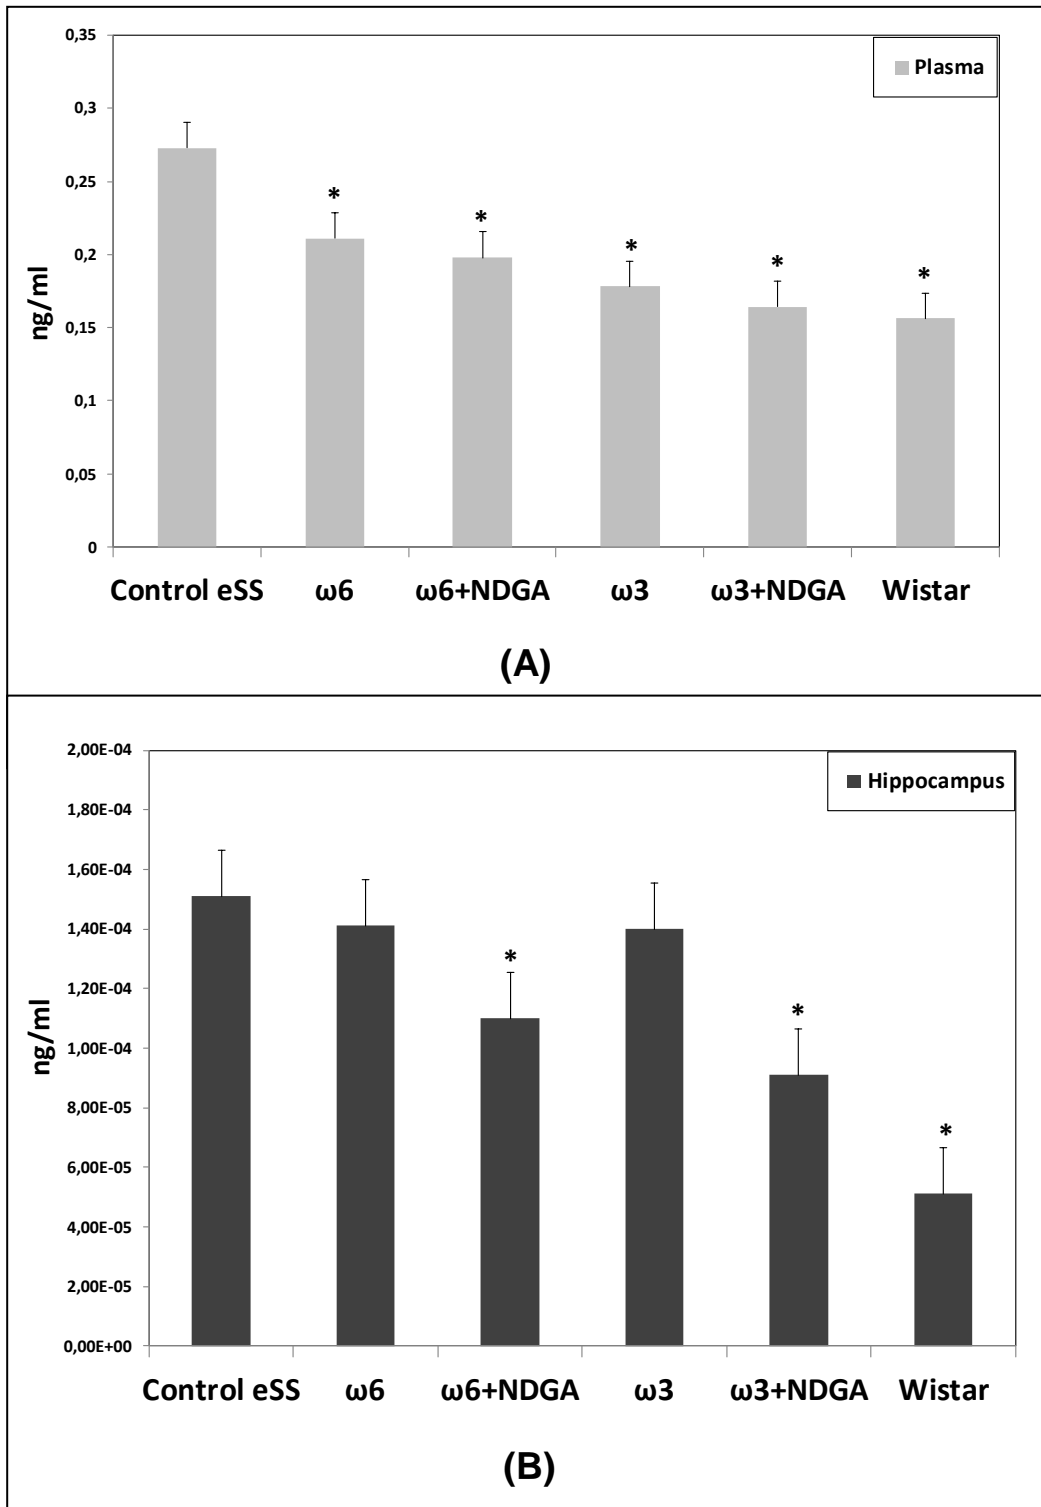 0,35
Plasma
0,3
0,25
*
*
*
*
*
0,2
0,15
0,1
0,05
0
ng/ml
Control eSS ω6 ω6+NDGA ω3 ω3+NDGA Wistar
(A)
2,00E-04
Hippocampus
1,80E-04
1,60E-04
1,40E-04
*
1,20E-04
*
1,00E-04
8,00E-05
*
6,00E-05
4,00E-05
2,00E-05
0,00E+00
ng/ml
Control eSS ω6 ω6+NDGA ω3 ω3+NDGA Wistar
(B)